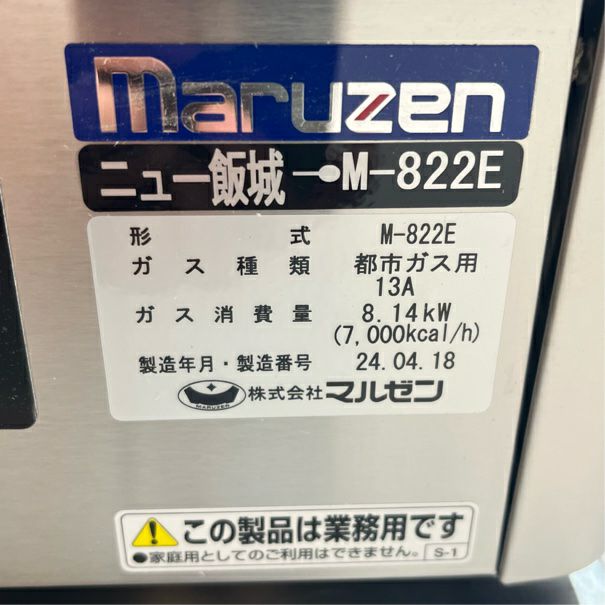 maruzen
ニュー飯城 M-822E
形式 M-822E
ガス種類 都市ガス用
13A
ガス消費量 8.14kW
(7,000kcal/h)
製造年月・製造番号 24.04.18
MARUZEN 株式会社 マルゼン
この製品は業務用です
●家庭用としてのご利用はできません。 S-1